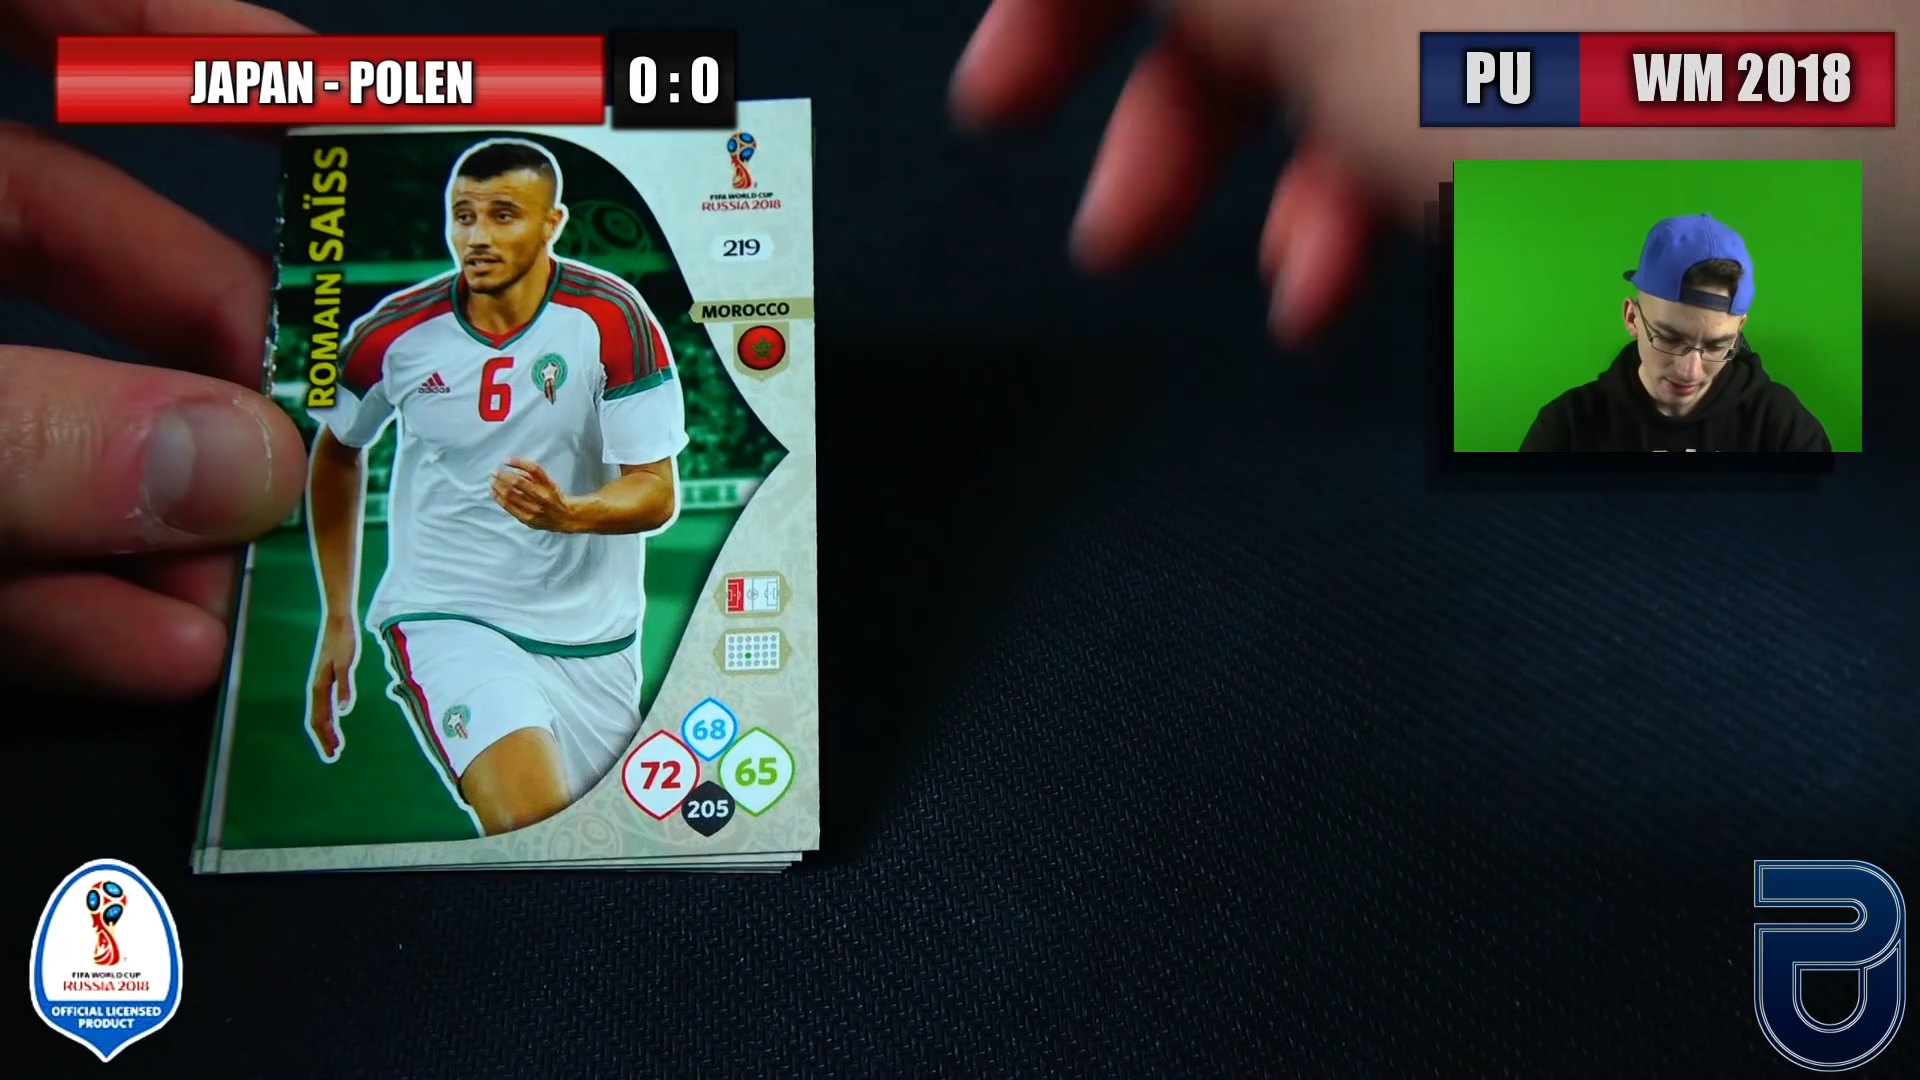 JAPAN - POLEN
0 : 0
PU
WM 2018
ROMAIN SAÏSS
FIFA WORLD CUP
RUSSIA 2018
219
MOROCCO
adidas
6
68
72
65
205
FIFA WORLD CUP
RUSSIA 2018
OFFICIAL LICENSED
PRODUCT